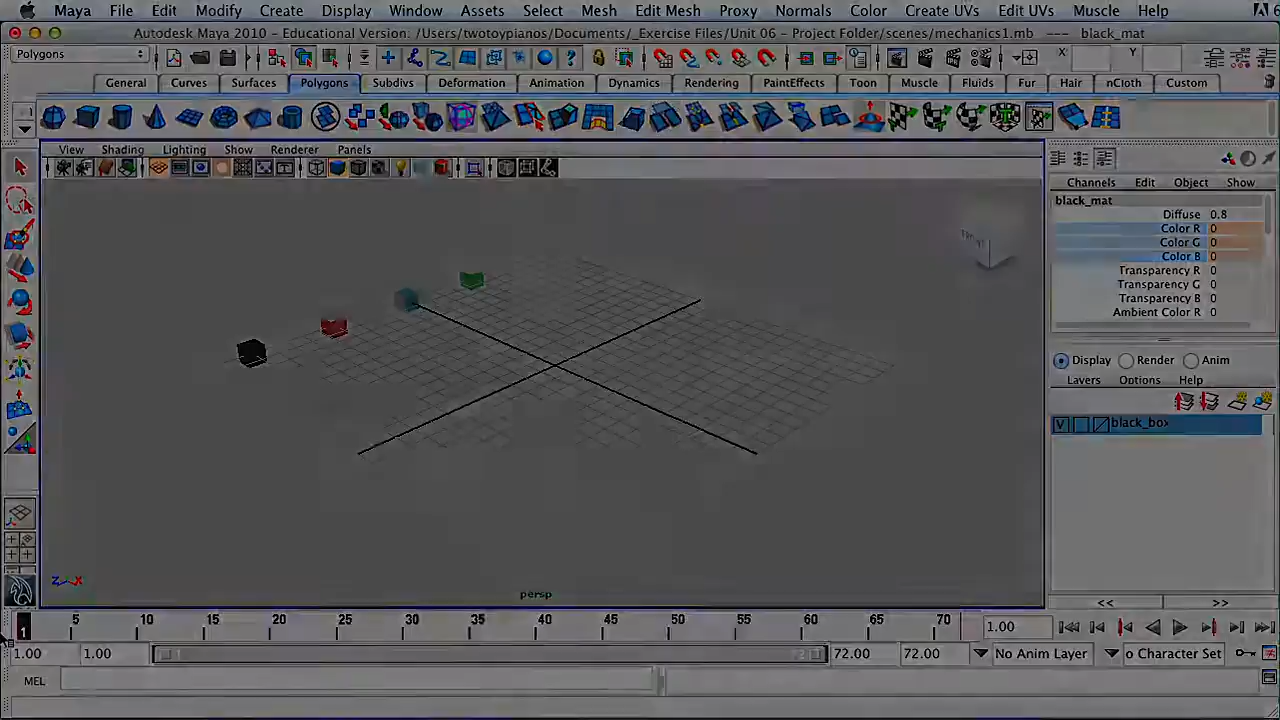 Maya File Edit Modify Create Display Window Assets Select Mesh Edit Mesh Proxy Normals Color Create UVs Edit UVs Muscle Help
Autodesk Maya 2010 - Educational Version: /Users/twotoypianos/Documents/_Exercise Files/Unit 06 - Project Folder/scenes/mechanics1.mb --- black_mat
Polygons X: Y:
General Curves Surfaces Polygons Subdivs Deformation Animation Dynamics Rendering PaintEffects Toon Muscle Fluids Fur Hair nCloth Custom
View Shading Lighting Show Renderer Panels
Channels Edit Object Show
black_mat
Diffuse 0.8
Color R 0
Color G 0
Color B 0
Transparency R 0
Transparency G 0
Transparency B 0
Ambient Color R 0
Display Render Anim
Layers Options Help
V black_box
persp
Z X
<< >>
1 5 10 15 20 25 30 35 40 45 50 55 60 65 70 1.00
1.00 1.00 1 72.00 72.00 No Anim Layer o Character Set
MEL